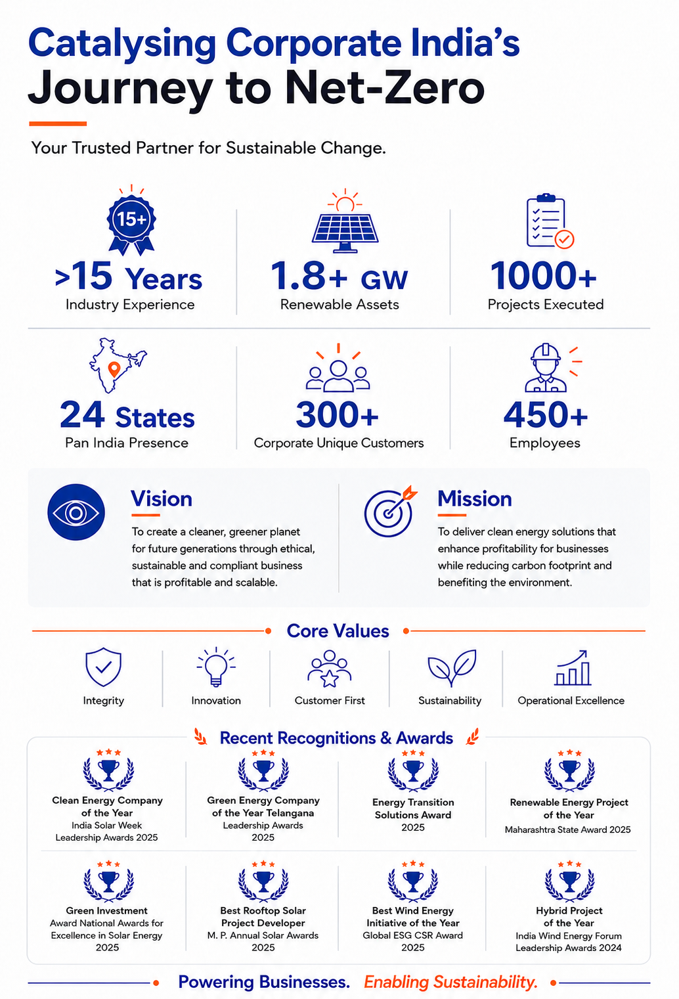 Catalysing Corporate India's
Journey to Net-Zero
Your Trusted Partner for Sustainable Change.
15+
>15 Years
Industry Experience
1.8+ GW
Renewable Assets
1000+
Projects Executed
24 States
Pan India Presence
300+
Corporate Unique Customers
450+
Employees
Vision
To create a cleaner, greener planet
for future generations through ethical,
sustainable and compliant business
that is profitable and scalable.
Mission
To deliver clean energy solutions that
enhance profitability for businesses
while reducing carbon footprint and
benefiting the environment.
Core Values
Integrity
Innovation
Customer First
Sustainability
Operational Excellence
Recent Recognitions & Awards
Clean Energy Company
of the Year
India Solar Week
Leadership Awards 2025
Green Energy Company
of the Year Telangana
Leadership Awards
2025
Energy Transition
Solutions Award
2025
Renewable Energy Project
of the Year
Maharashtra State Award 2025
Green Investment
Award National Awards for
Excellence in Solar Energy
2025
Best Rooftop Solar
Project Developer
M. P. Annual Solar Awards
2025
Best Wind Energy
Initiative of the Year
Global ESG CSR Award
2025
Hybrid Project
of the Year
India Wind Energy Forum
Leadership Awards 2024
Powering Businesses. Enabling Sustainability.